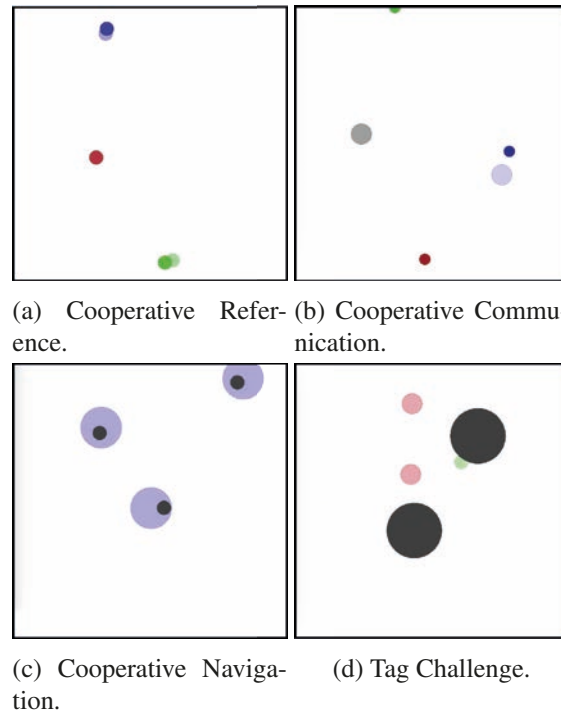 (a) Cooperative Refer-
ence.
(b) Cooperative Commu-
nication.
(c) Cooperative Naviga-
tion.
(d) Tag Challenge.